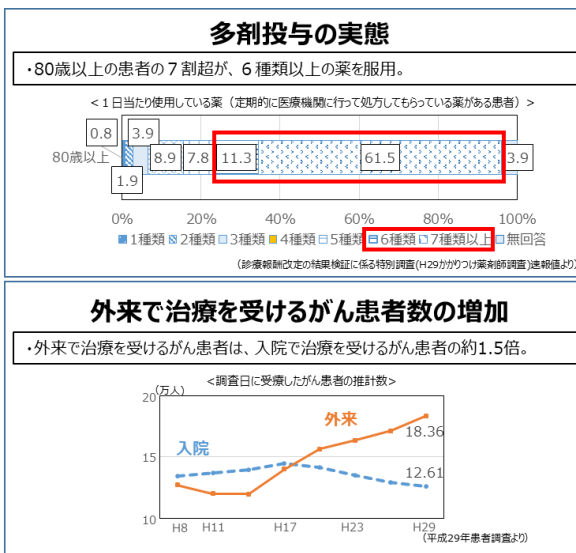 多剤投与の実態
・80歳以上の患者の７割超が、６種類以上の薬を服用。
＜１日当たり使用している薬（定期的に医療機関に行って処方してもらっている薬がある患者）＞
0.8 3.9
80歳以上 8.9 7.8 11.3 61.5 3.9
1.9
0% 20% 40% 60% 80% 100%
1種類 2種類 3種類 4種類 5種類 6種類 7種類以上 無回答
(診療報酬改定の結果検証に係る特別調査(H29かかりつけ薬剤師調査)速報値より)
外来で治療を受けるがん患者数の増加
・外来で治療を受けるがん患者は、入院で治療を受けるがん患者の約1.5倍。
＜調査日に受療したがん患者の推計数＞
(万人)
20
外来
18.36
入院
15
12.61
10
H8 H11 H17 H23 H29
(平成29年患者調査より)